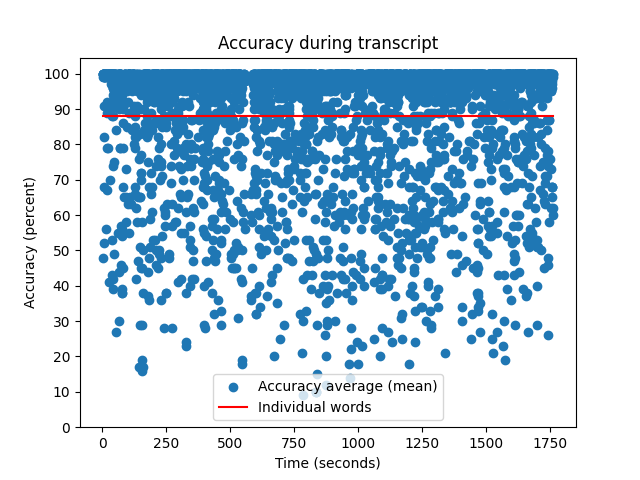 Accuracy during transcript
Accuracy (percent)
100
90
80
70
60
50
40
30
20
10
0
Accuracy average (mean)
Individual words
0 250 500 750 1000 1250 1500 1750
Time (seconds)